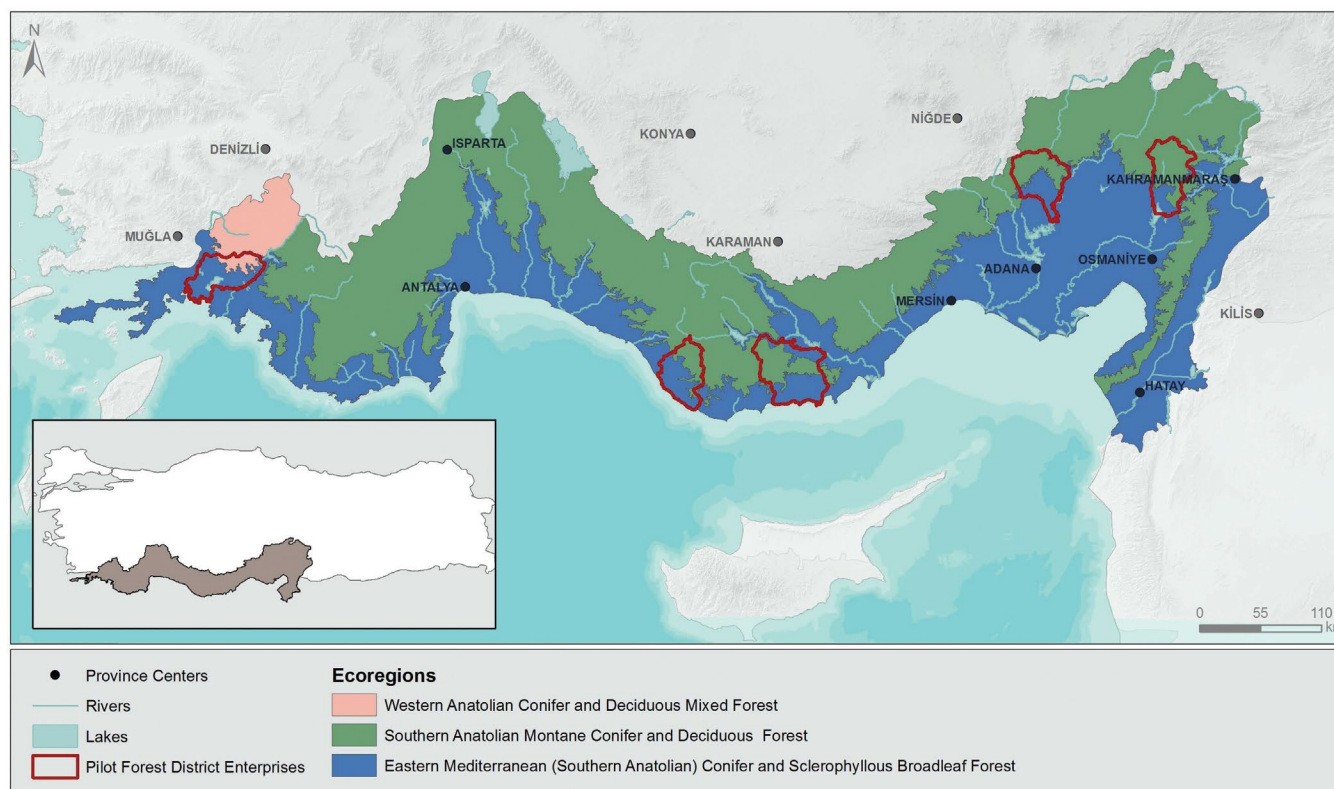 N
NİĞDE
KONYA
ISPARTA
DENİZLİ
KAHRAMANMARAŞ
MUĞLA
KARAMAN
OSMANİYE
ADANA
ANTALYA
MERSİN
KİLİS
HATAY
0 55 110
km
Province Centers
Rivers
Lakes
Pilot Forest District Enterprises
Ecoregions
Western Anatolian Conifer and Deciduous Mixed Forest
Southern Anatolian Montane Conifer and Deciduous Forest
Eastern Mediterranean (Southern Anatolian) Conifer and Sclerophyllous Broadleaf Forest